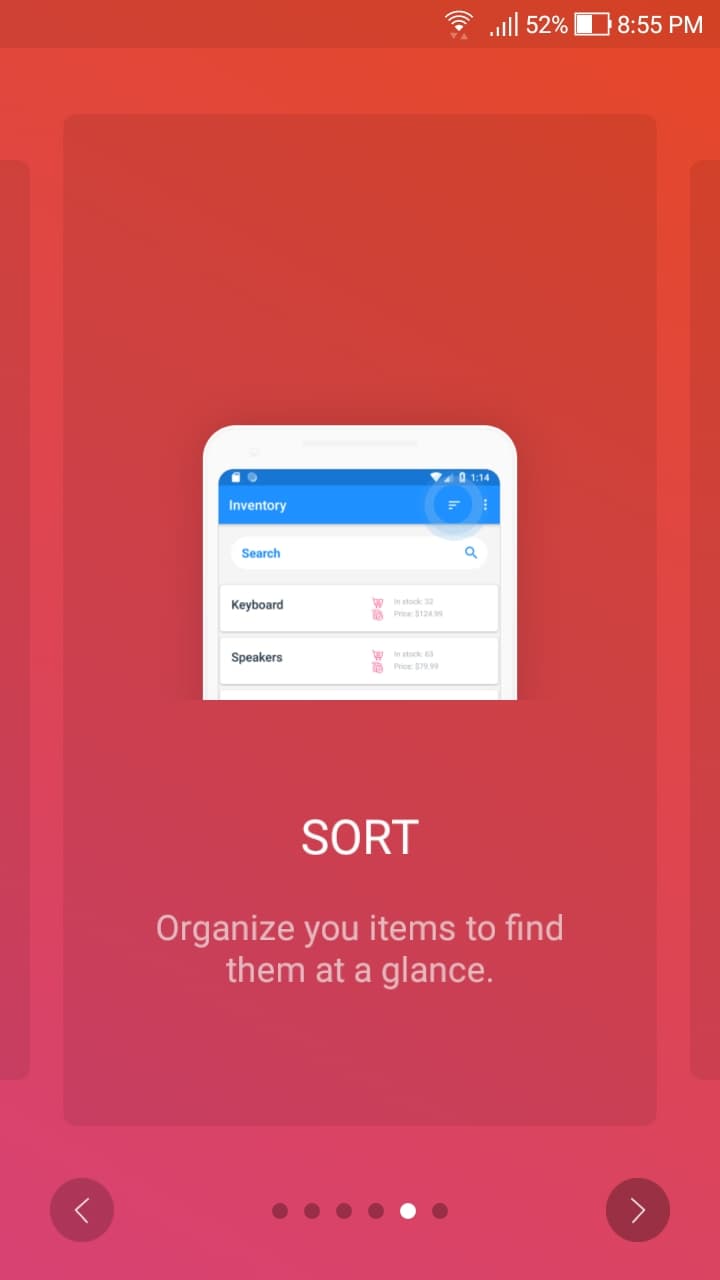 52% 8:55 PM
1:14
Inventory
Search
Keyboard
In stock: 32
Price: $124.99
Speakers
In stock: 63
Price: $79.99
SORT
Organize you items to find
them at a glance.